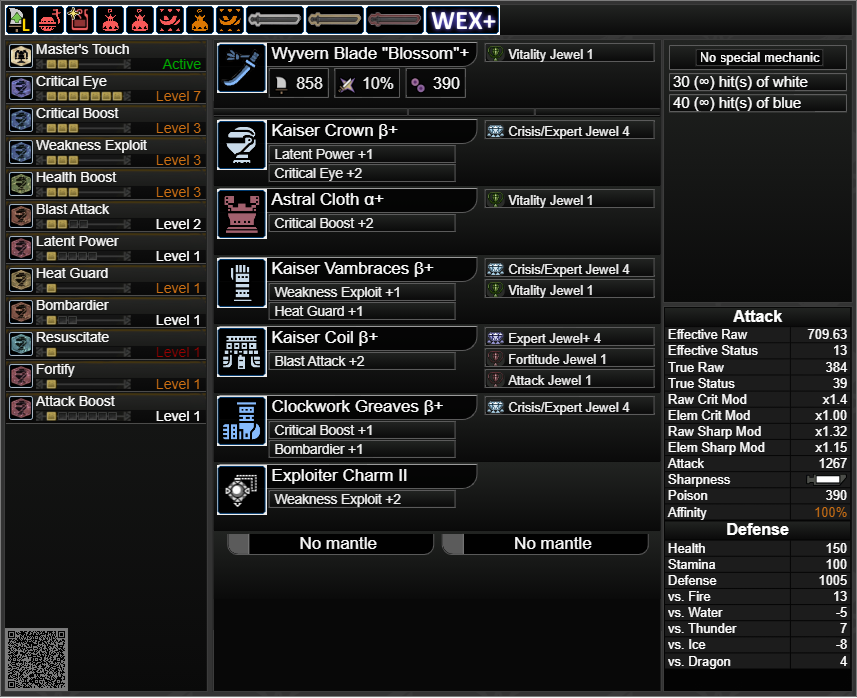 L
WEX+
Master's Touch
Active
Critical Eye
Level 7
Critical Boost
Level 3
Weakness Exploit
Level 3
Health Boost
Level 3
Blast Attack
Level 2
Latent Power
Level 1
Heat Guard
Level 1
Bombardier
Level 1
Resuscitate
Level 1
Fortify
Level 1
Attack Boost
Level 1
Wyvern Blade "Blossom"+
858
10%
390
Vitality Jewel 1
Kaiser Crown β+
Latent Power +1
Critical Eye +2
Crisis/Expert Jewel 4
Astral Cloth α+
Critical Boost +2
Vitality Jewel 1
Kaiser Vambraces β+
Weakness Exploit +1
Heat Guard +1
Crisis/Expert Jewel 4
Vitality Jewel 1
Kaiser Coil β+
Blast Attack +2
Expert Jewel+ 4
Fortitude Jewel 1
Attack Jewel 1
Clockwork Greaves β+
Critical Boost +1
Bombardier +1
Crisis/Expert Jewel 4
Exploiter Charm II
Weakness Exploit +2
No mantle
No mantle
No special mechanic
30 (∞) hit(s) of white
40 (∞) hit(s) of blue
Attack
Effective Raw 709.63
Effective Status 13
True Raw 384
True Status 39
Raw Crit Mod x1.4
Elem Crit Mod x1.00
Raw Sharp Mod x1.32
Elem Sharp Mod x1.15
Attack 1267
Sharpness
Poison 390
Affinity 100%
Defense
Health 150
Stamina 100
Defense 1005
vs. Fire 13
vs. Water -5
vs. Thunder 7
vs. Ice -8
vs. Dragon 4